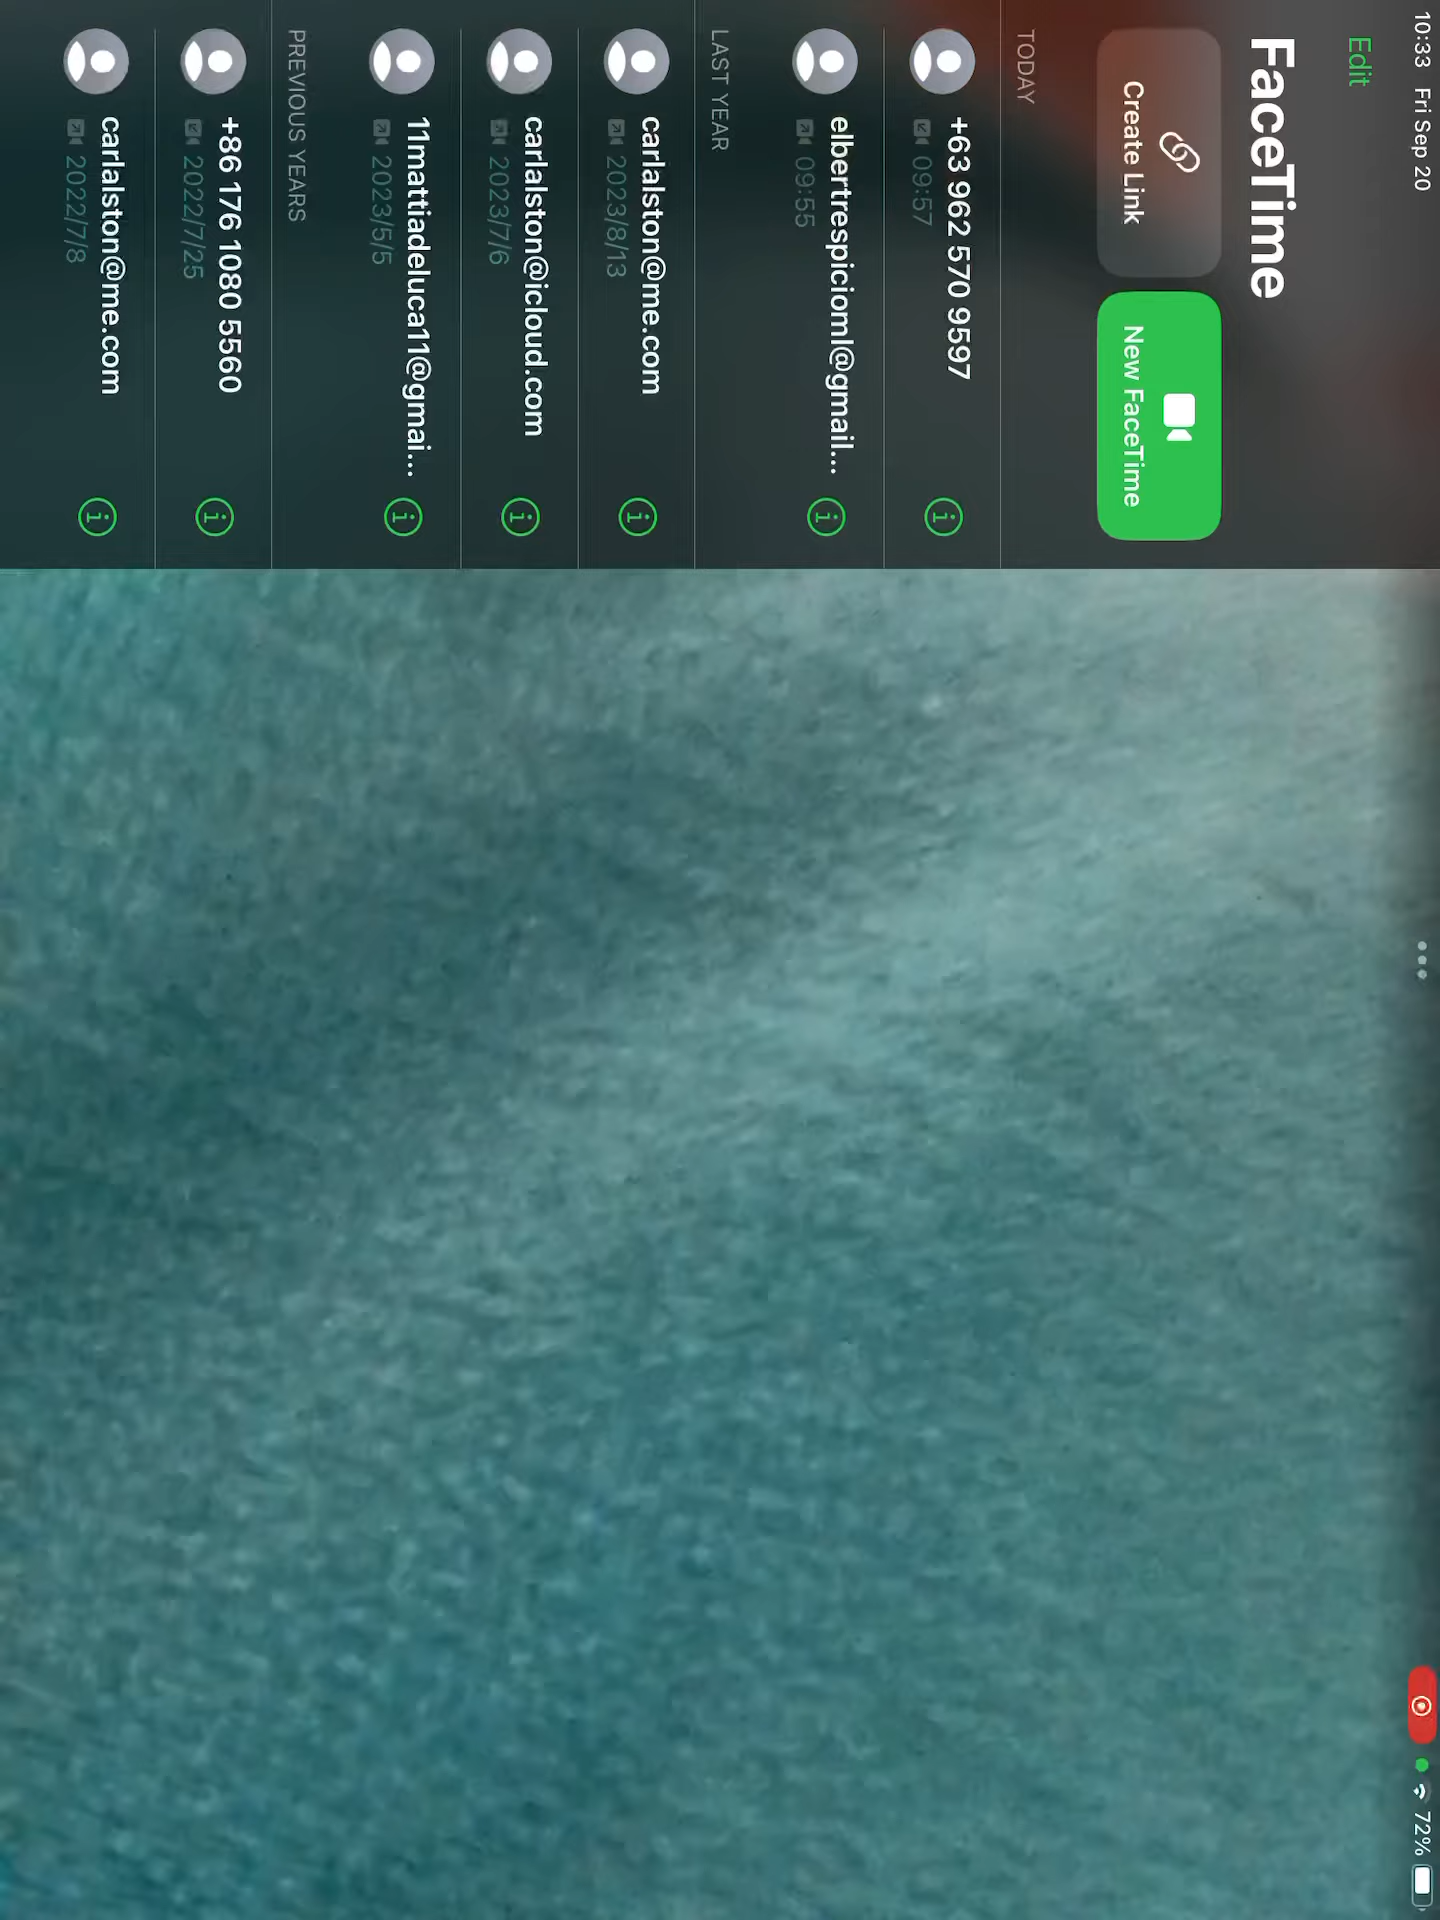 10:33 Fri Sep 20
72%
Edit
FaceTime
Create Link
New FaceTime
TODAY
+63 962 570 9597
09:57
elbertrespicioml@gmail...
09:55
LAST YEAR
carlalston@me.com
2023/8/13
carlalston@icloud.com
2023/7/6
11mattiadeluca11@gmai...
2023/5/5
PREVIOUS YEARS
+86 176 1080 5560
2022/7/25
carlalston@me.com
2022/7/8